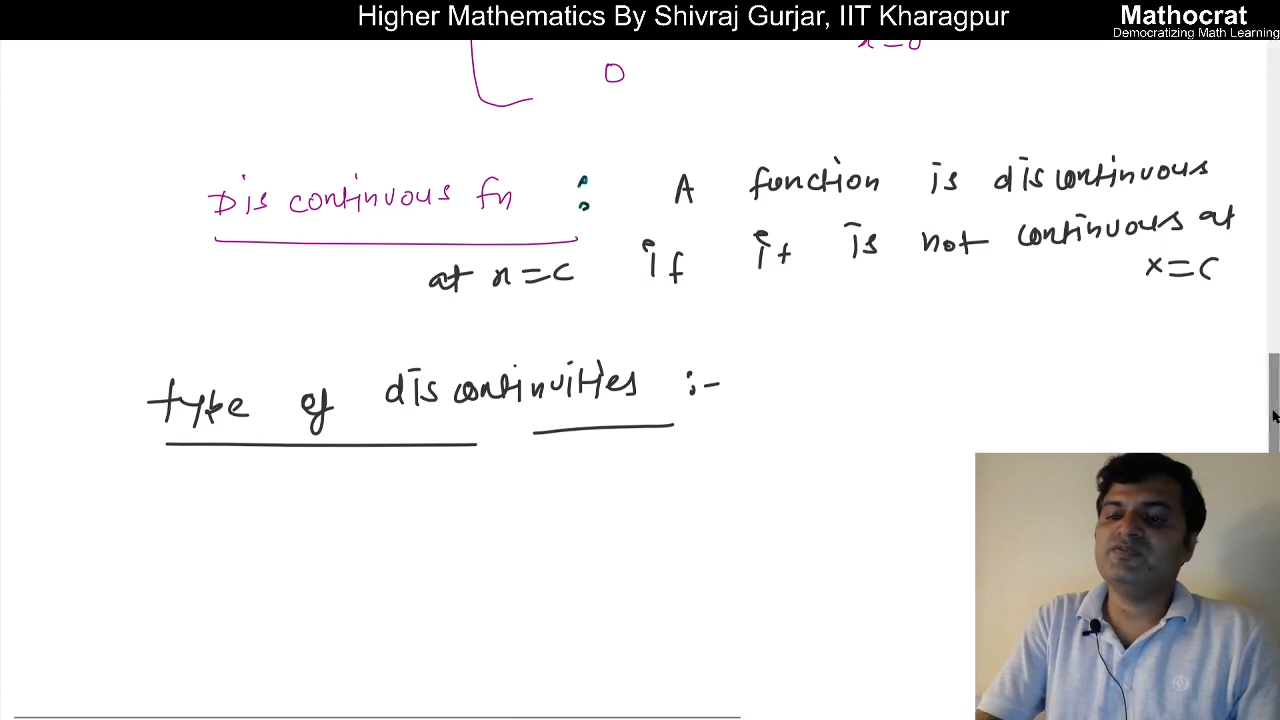 Higher Mathematics By Shivraj Gurjar, IIT Kharagpur
Mathocrat
Democratizing Math Learning
x=0
0
Discontinuous fn : A function is discontinuous
at x=c if it is not continuous at
x=c
type of discontinuities :-